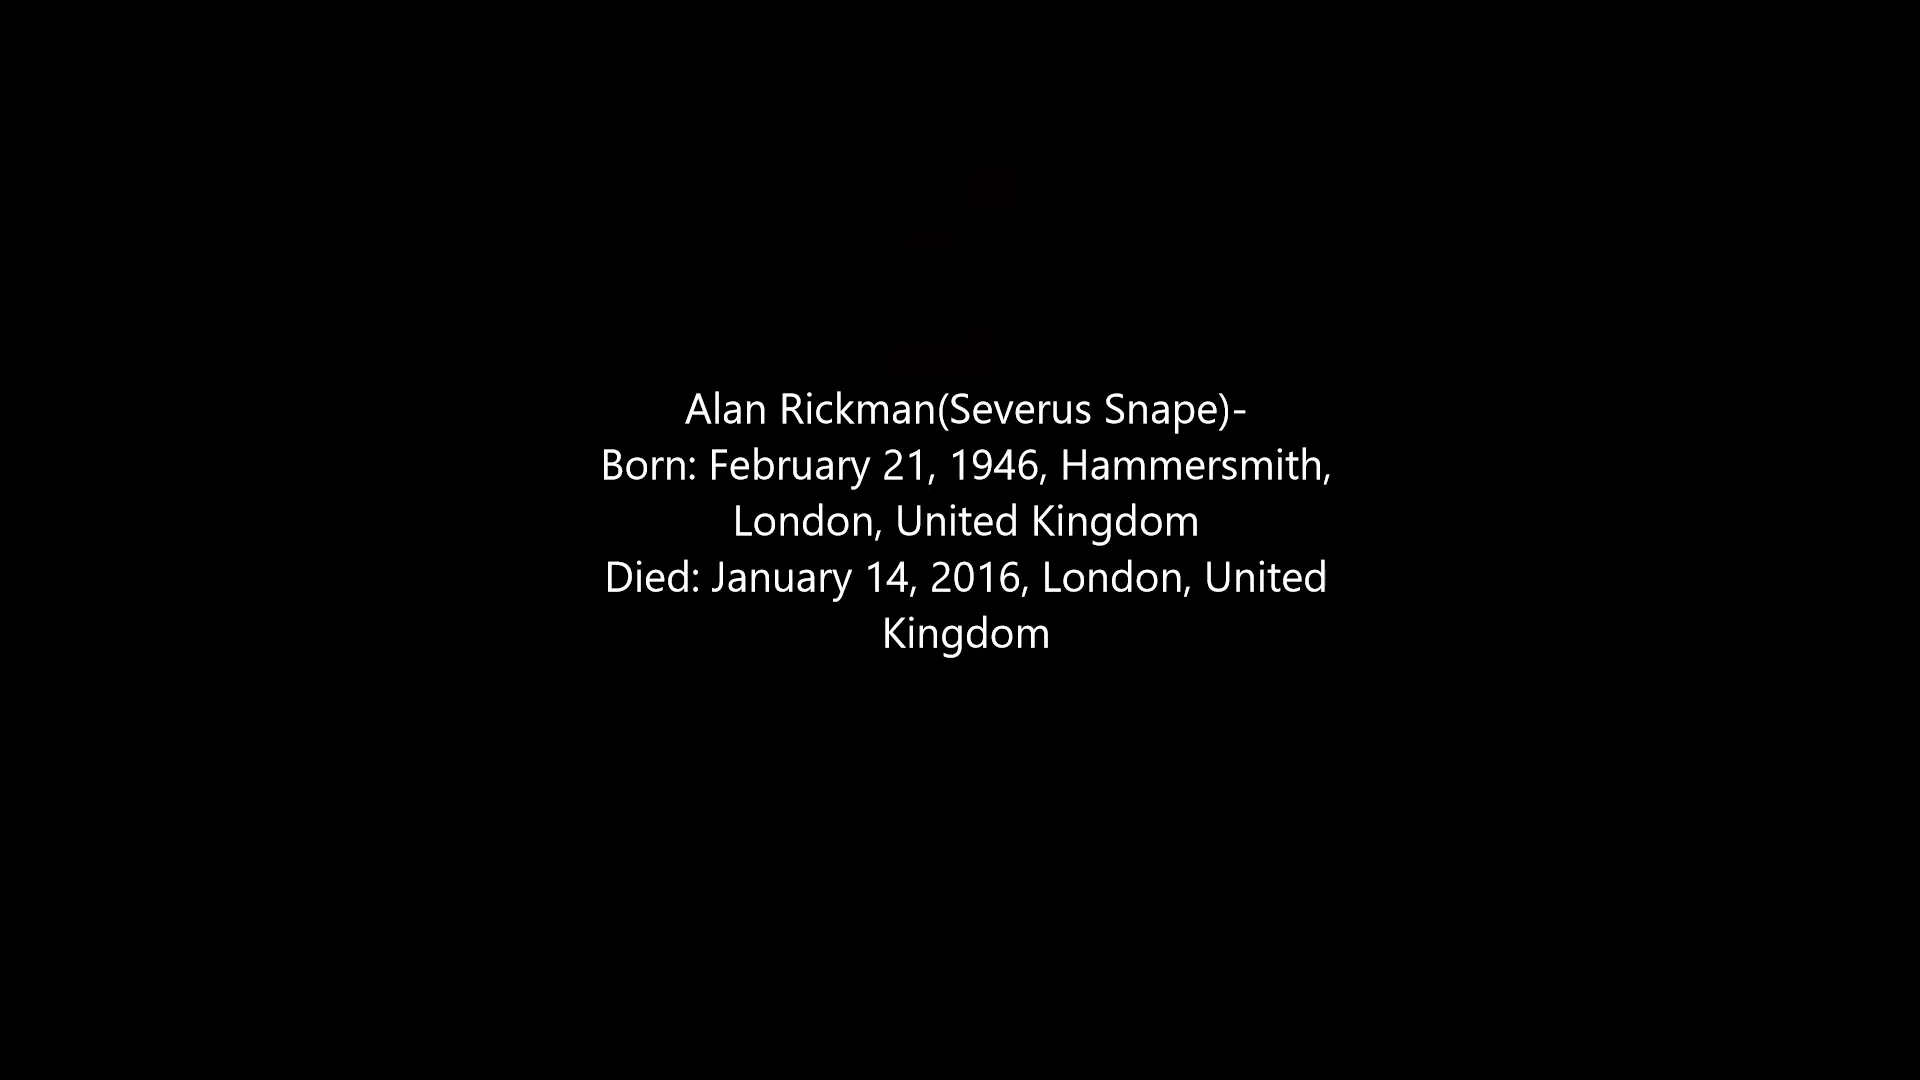 Alan Rickman(Severus Snape)-
Born: February 21, 1946, Hammersmith,
London, United Kingdom
Died: January 14, 2016, London, United
Kingdom